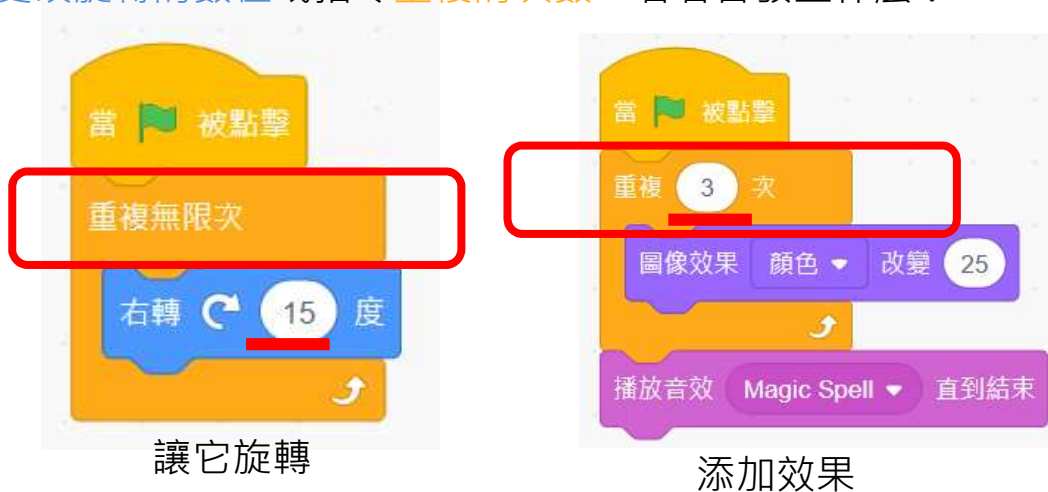 當 被點擊
重複無限次
右轉 15 度
讓它旋轉
當 被點擊
重複 3 次
圖像效果 顏色 改變 25
播放音效 Magic Spell 直到結束
添加效果